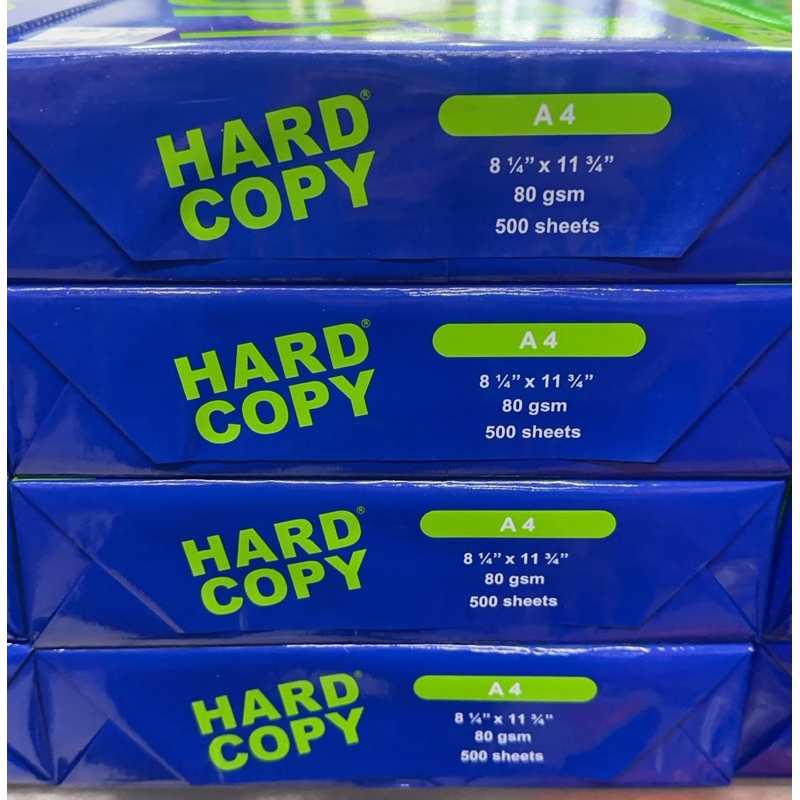 HARD
COPY®
A4
8 ¼” x 11 ¾”
80 gsm
500 sheets
HARD
COPY®
A4
8 ¼” x 11 ¾”
80 gsm
500 sheets
HARD
COPY®
A4
8 ¼” x 11 ¾”
80 gsm
500 sheets
HARD
COPY®
A4
8 ¼” x 11 ¾”
80 gsm
500 sheets